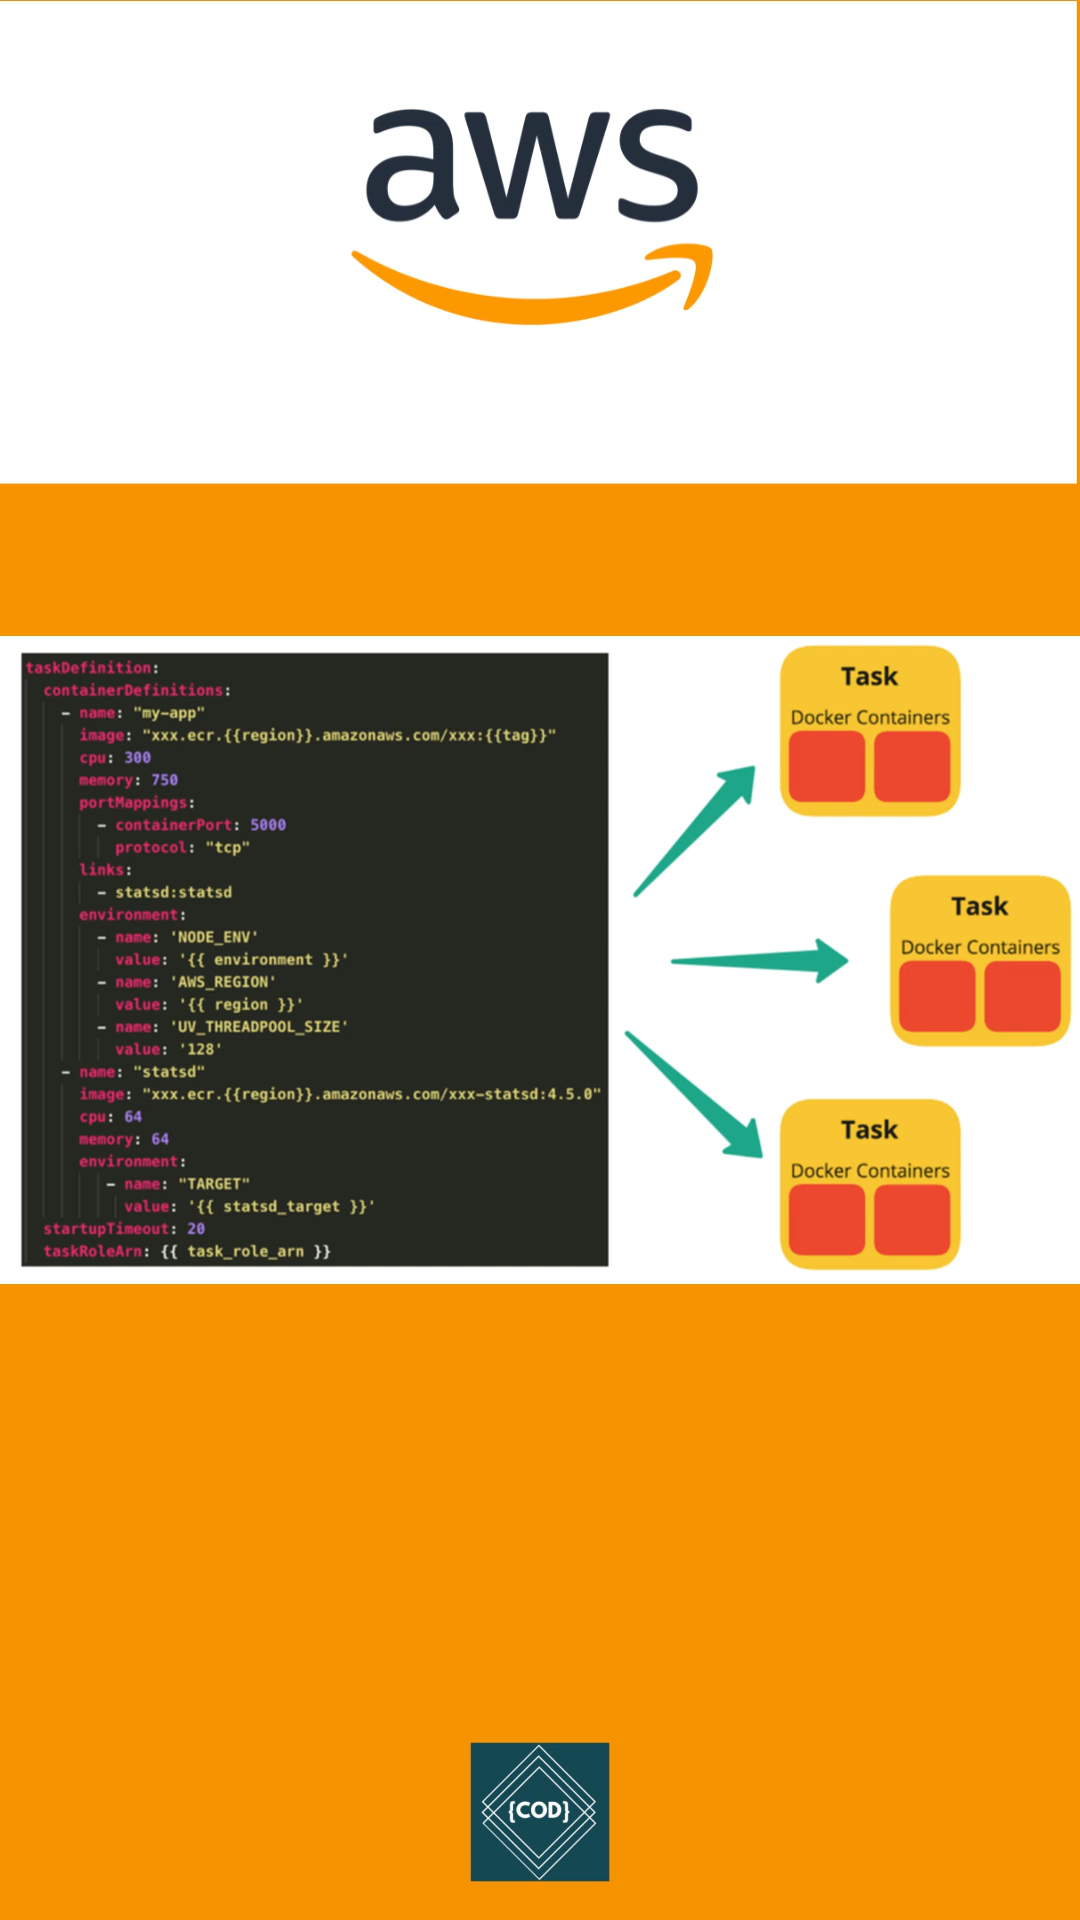 aws
taskDefinition:
containerDefinitions:
- name: "my-app"
image: "xxx.ecr.{{region}}.amazonaws.com/xxx:{{tag}}"
cpu: 300
memory: 750
portMappings:
- containerPort: 5000
protocol: "tcp"
links:
- statsd:statsd
environment:
- name: 'NODE_ENV'
value: '{{ environment }}'
- name: 'AWS_REGION'
value: '{{ region }}'
- name: 'UV_THREADPOOL_SIZE'
value: '128'
- name: "statsd"
image: "xxx.ecr.{{region}}.amazonaws.com/xxx-statsd:4.5.0"
cpu: 64
memory: 64
environment:
- name: "TARGET"
value: '{{ statsd_target }}'
startupTimeout: 20
taskRoleArn: {{ task_role_arn }}
Task
Docker Containers
Task
Docker Containers
Task
Docker Containers
{COD}